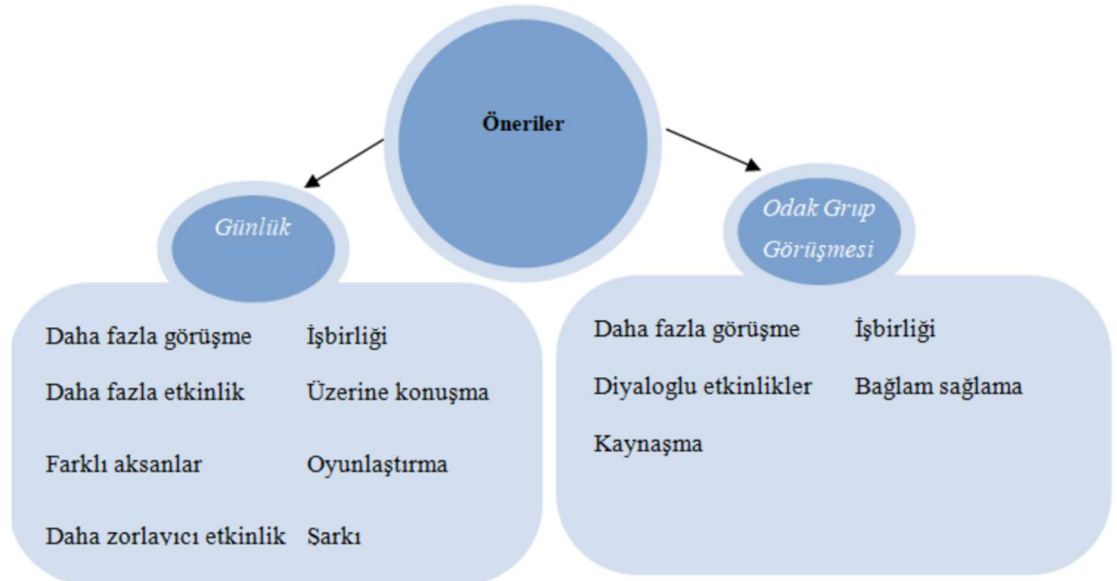 Öneriler
Günlük
Daha fazla görüşme İşbirliği
Daha fazla etkinlik Üzerine konuşma
Farklı aksanlar Oyunlaştırma
Daha zorlayıcı etkinlik Şarkı
Odak Grup
Görüşmesi
Daha fazla görüşme İşbirliği
Diyaloglu etkinlikler Bağlam sağlama
Kaynaşma